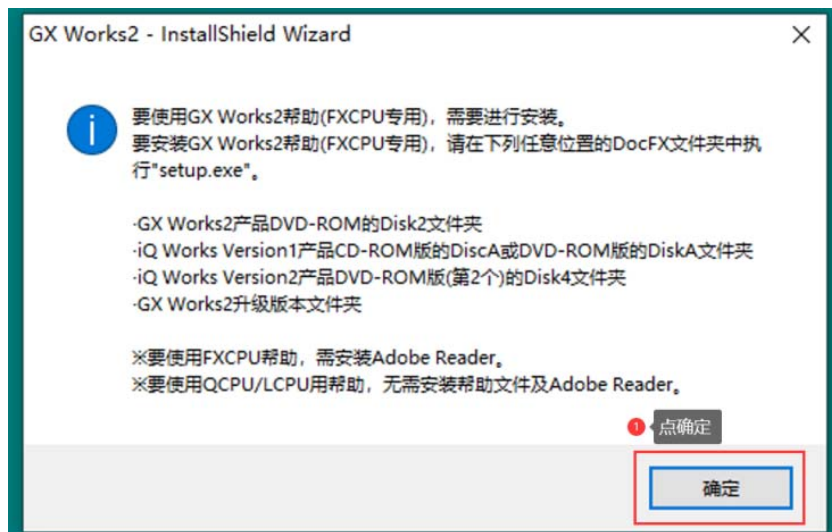 GX Works2 - InstallShield Wizard
要使用GX Works2帮助(FXCPU专用)，需要进行安装。
要安装GX Works2帮助(FXCPU专用)，请在下列任意位置的DocFX文件夹中执
行"setup.exe"。
·GX Works2产品DVD-ROM的Disk2文件夹
·iQ Works Version1产品CD-ROM版的DiscA或DVD-ROM版的DiskA文件夹
·iQ Works Version2产品DVD-ROM版(第2个)的Disk4文件夹
·GX Works2升级版本文件夹
※要使用FXCPU帮助，需安装Adobe Reader。
※要使用QCPU/LCPU用帮助，无需安装帮助文件及Adobe Reader。
1 点确定
确定